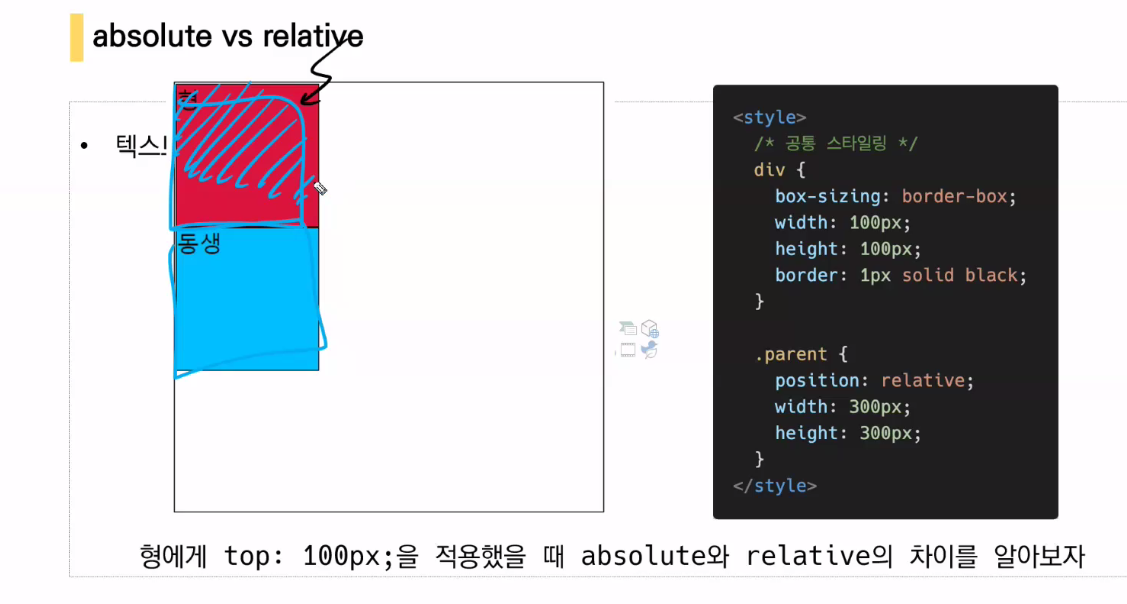 absolute vs relative
형
동생
<style>
/* 공통 스타일링 */
div {
box-sizing: border-box;
width: 100px;
height: 100px;
border: 1px solid black;
}
.parent {
position: relative;
width: 300px;
height: 300px;
}
</style>
형에게 top: 100px;을 적용했을 때 absolute와 relative의 차이를 알아보자